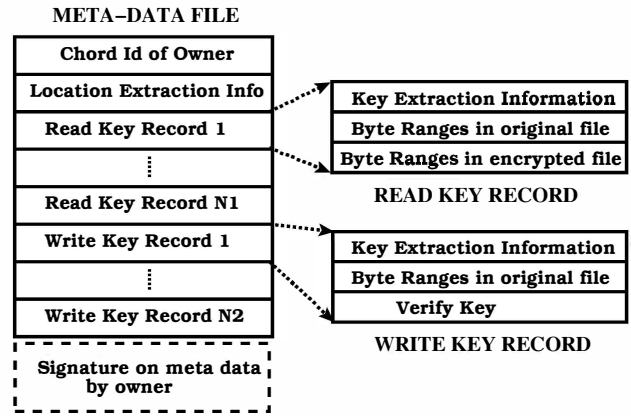 META–DATA FILE
Chord Id of Owner
Location Extraction Info
Read Key Record 1
Read Key Record N1
Write Key Record 1
Write Key Record N2
Signature on meta data
by owner
Key Extraction Information
Byte Ranges in original file
Byte Ranges in encrypted file
READ KEY RECORD
Key Extraction Information
Byte Ranges in original file
Verify Key
WRITE KEY RECORD